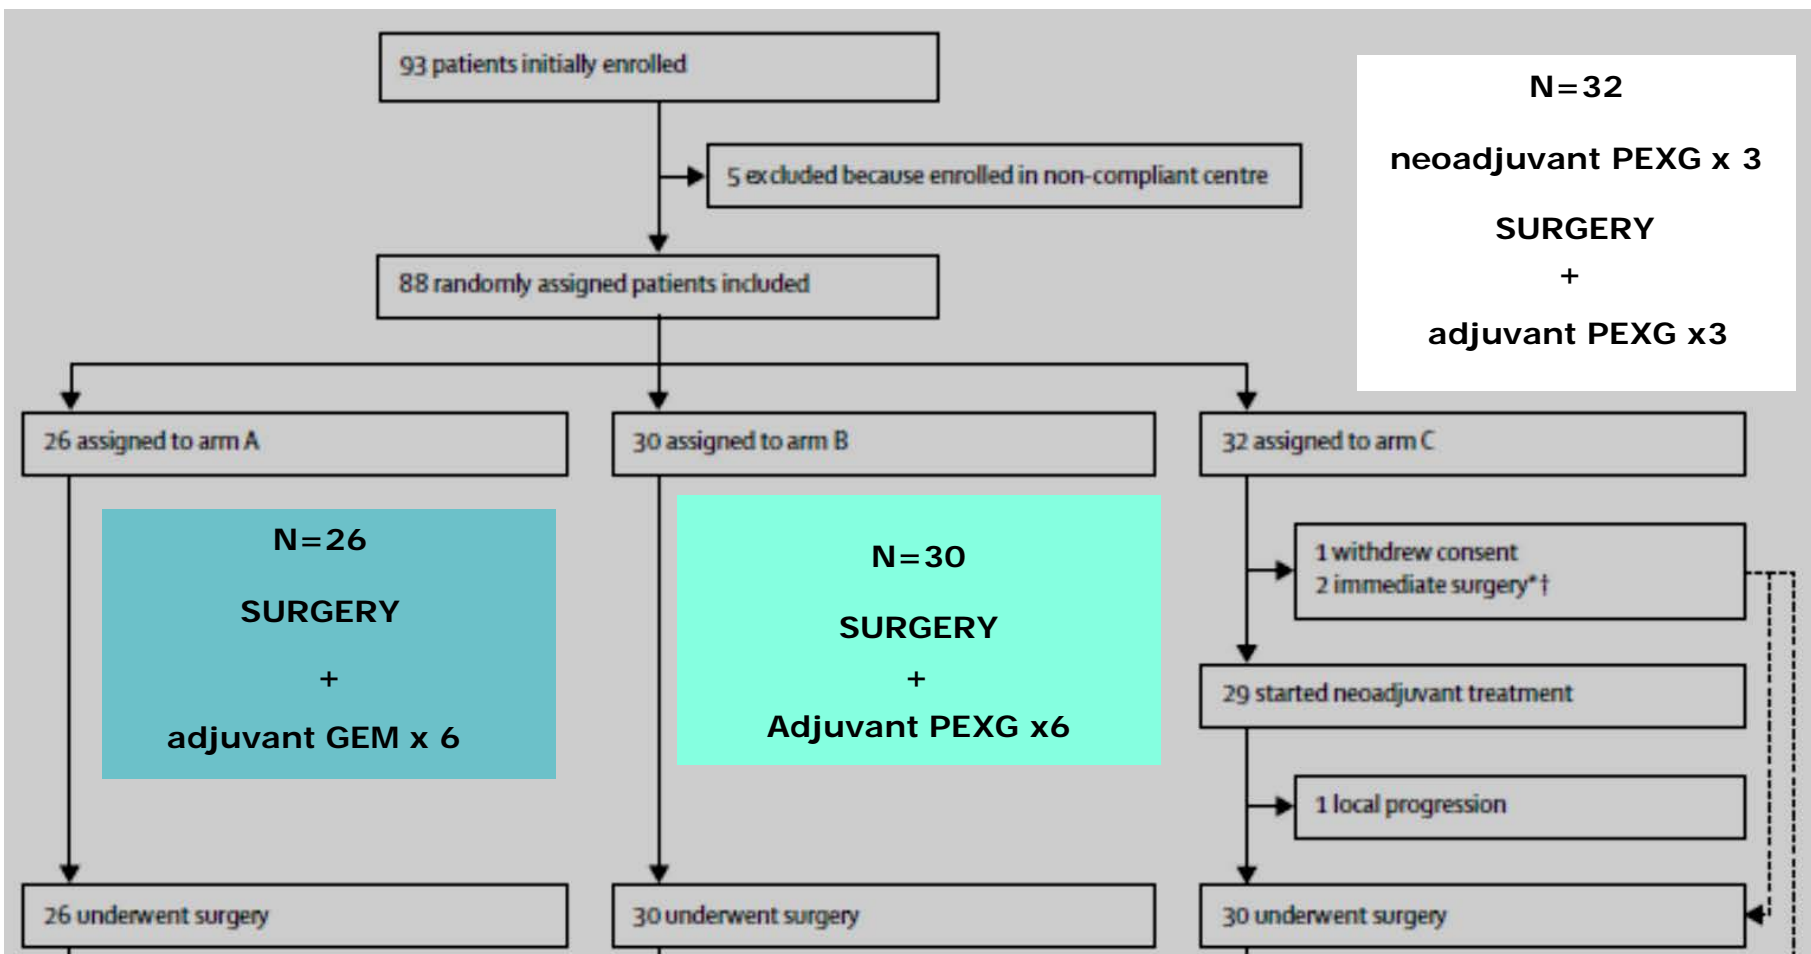 93 patients initially enrolled
N=32
neoadjuvant PEXG x 3
SURGERY
+
adjuvant PEXG x3
5 excluded because enrolled in non-compliant centre
88 randomly assigned patients included
26 assigned to arm A
30 assigned to arm B
32 assigned to arm C
N=26
SURGERY
+
adjuvant GEM x 6
N=30
SURGERY
+
Adjuvant PEXG x6
1 withdrew consent
2 immediate surgery*†
29 started neoadjuvant treatment
1 local progression
26 underwent surgery
30 underwent surgery
30 underwent surgery